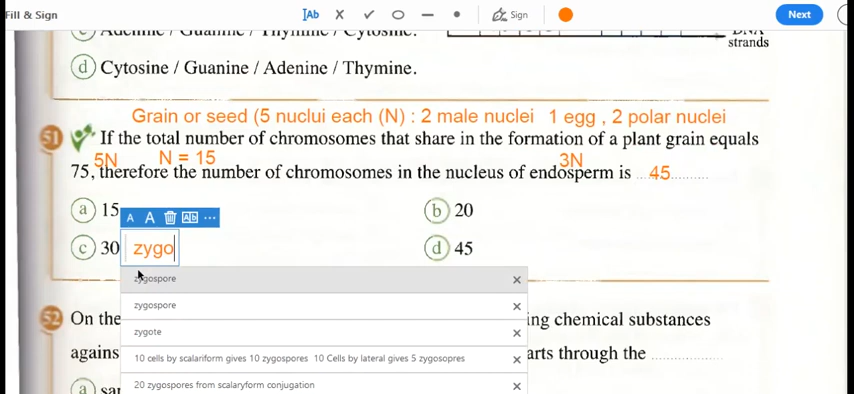 Fill & Sign
Ab
Sign
Next
strands
d Cytosine / Guanine / Adenine / Thymine.
Grain or seed (5 nuclui each (N) : 2 male nuclei 1 egg , 2 polar nuclei
51 If the total number of chromosomes that share in the formation of a plant grain equals
5N N = 15 3N
75, therefore the number of chromosomes in the nucleus of endosperm is 45
a 15
b 20
A A Ab ...
c 30
zygo
d 45
zygospore
zygospore
zygote
10 cells by scalariform gives 10 zygospores 10 Cells by lateral gives 5 zygosopres
20 zygospores from scalaryform conjugation
52 On the
ing chemical substances
agains
arts through the
a